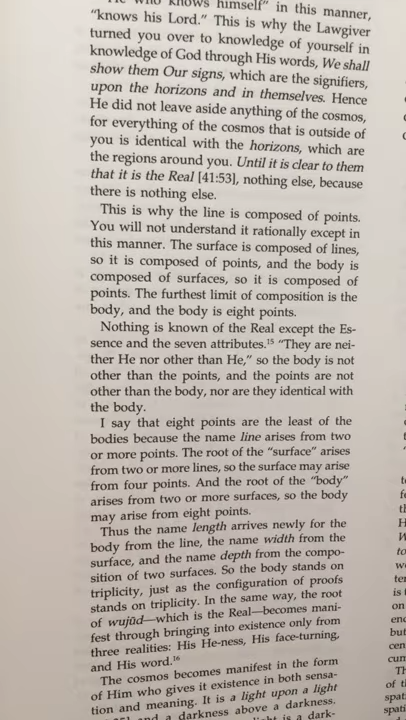 "He who knows himself" in this manner,
"knows his Lord." This is why the Lawgiver
turned you over to knowledge of yourself in
knowledge of God through His words, We shall
show them Our signs, which are the signifiers,
upon the horizons and in themselves. Hence
He did not leave aside anything of the cosmos,
for everything of the cosmos that is outside of
you is identical with the horizons, which are
the regions around you. Until it is clear to them
that it is the Real [41:53], nothing else, because
there is nothing else.
This is why the line is composed of points.
You will not understand it rationally except in
this manner. The surface is composed of lines,
so it is composed of points, and the body is
composed of surfaces, so it is composed of
points. The furthest limit of composition is the
body, and the body is eight points.
Nothing is known of the Real except the Es-
sence and the seven attributes.15 "They are nei-
ther He nor other than He," so the body is not
other than the points, and the points are not
other than the body, nor are they identical with
the body.
I say that eight points are the least of the
bodies because the name line arises from two
or more points. The root of the "surface" arises
from two or more lines, so the surface may arise
from four points. And the root of the "body"
arises from two or more surfaces, so the body
may arise from eight points.
Thus the name length arrives newly for the
body from the line, the name width from the
surface, and the name depth from the compo-
sition of two surfaces. So the body stands on
triplicity, just as the configuration of proofs
stands on triplicity. In the same way, the root
of wujūd—which is the Real—becomes mani-
fest through bringing into existence only from
three realities: His He-ness, His face-turning,
and His word.16
The cosmos becomes manifest in the form
of Him who gives it existence in both sensa-
tion and meaning. It is a light upon a light
and a darkness above a darkness.
light is a dark-